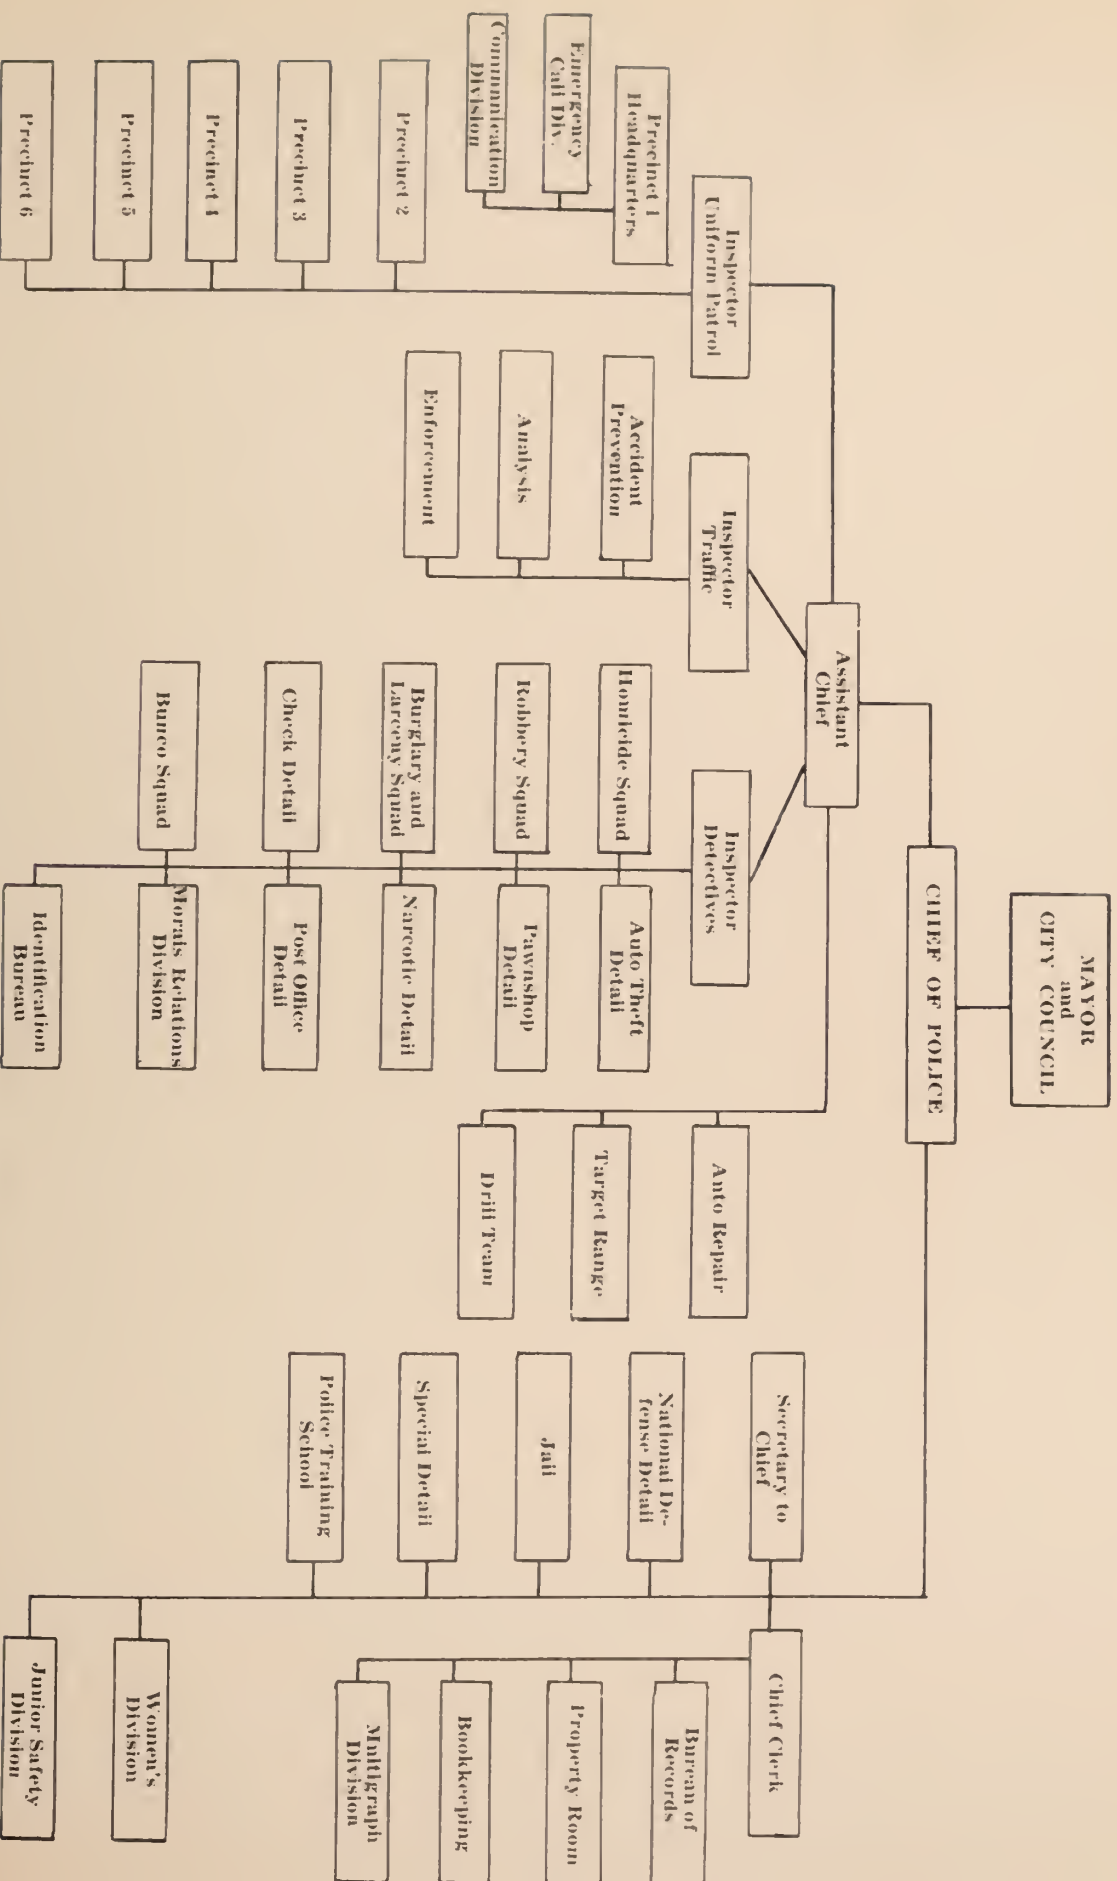 MAYOR
and
CITY COUNCIL
CHIEF OF POLICE
Assistant
Chief
Inspector
Uniform Patrol
Precinct 1
Headquarters
Emergency
Call Div.
Communication
Division
Precinct 2
Precinct 3
Precinct 4
Precinct 5
Precinct 6
Inspector
Traffic
Accident
Prevention
Analysis
Enforcement
Inspector
Detectives
Homicide Squad
Robbery Squad
Burglary and
Larceny Squad
Check Detail
Bunco Squad
Auto Theft
Detail
Pawnshop
Detail
Narcotic Detail
Post Office
Detail
Morals Relations
Division
Identification
Bureau
Auto Repair
Target Range
Drill Team
Secretary to
Chief
National De-
fense Detail
Jail
Special Detail
Police Training
School
Chief Clerk
Bureau of
Records
Property Room
Bookkeeping
Multigraph
Division
Women's
Division
Junior Safety
Division